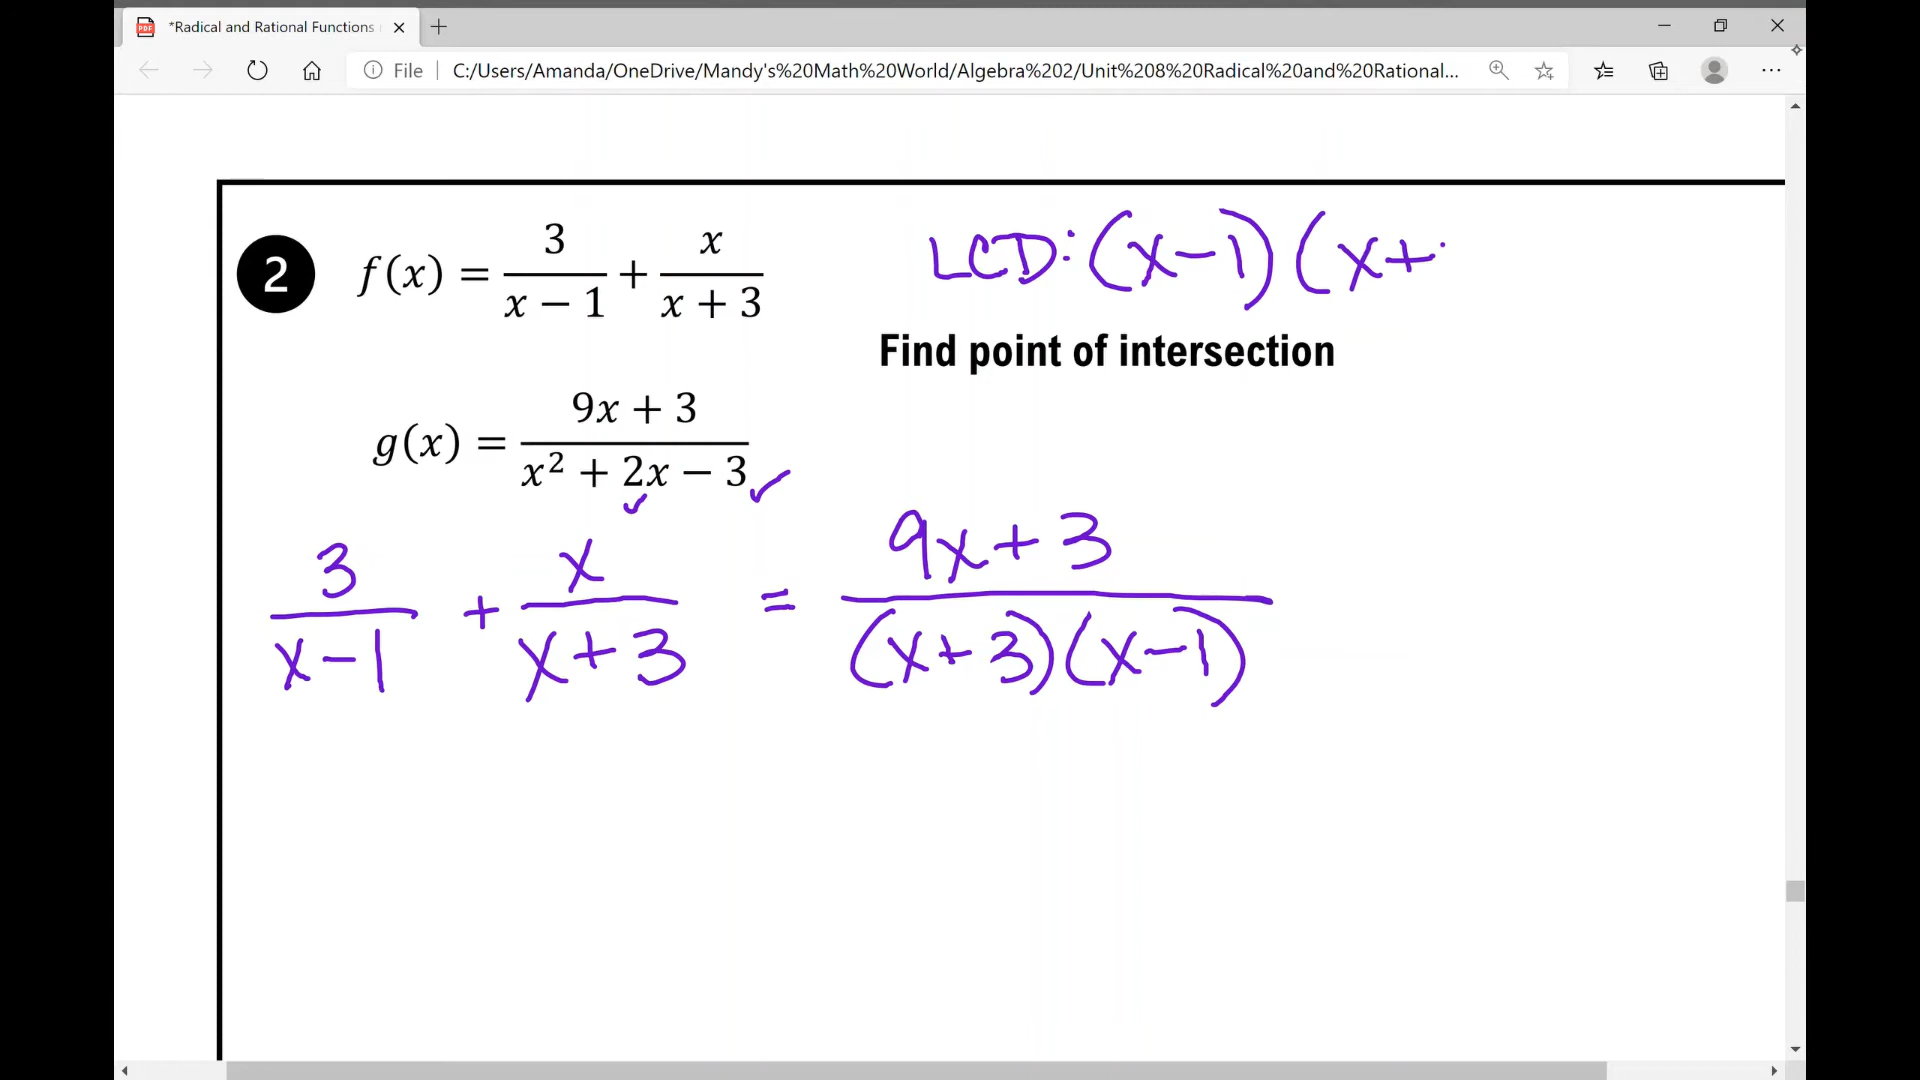 *Radical and Rational Functions
File C:/Users/Amanda/OneDrive/Mandy's%20Math%20World/Algebra%202/Unit%208%20Radical%20and%20Rational...
2 f(x) = 3/(x − 1) + x/(x + 3)
LCD: (x-1)(x+
Find point of intersection
g(x) = (9x + 3)/(x² + 2x − 3)
3/(x-1) + x/(x+3) = (9x+3)/((x+3)(x-1))